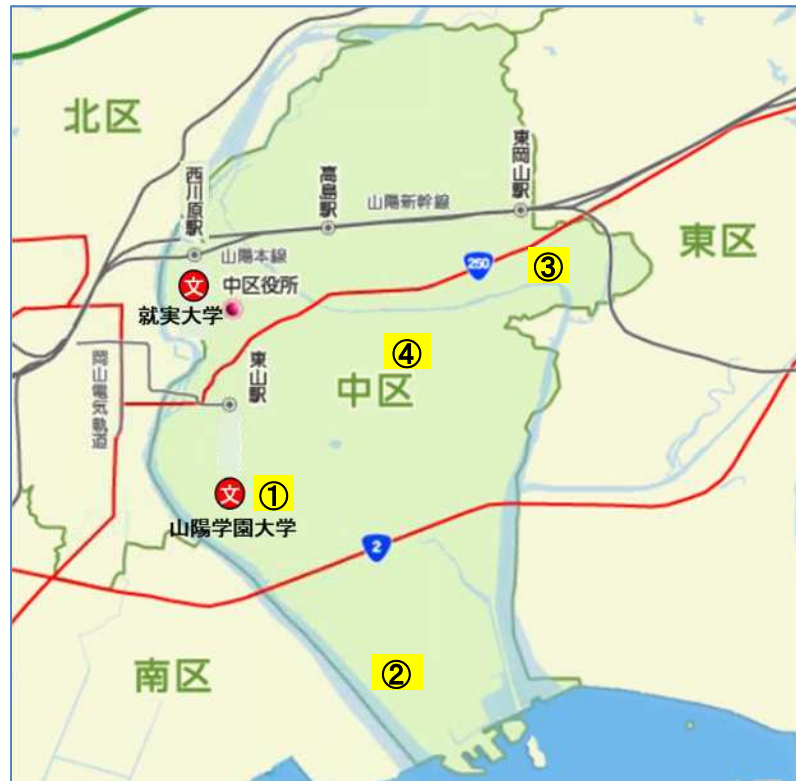 北区
東岡山駅
西川原駅
高島駅
山陽新幹線
東区
山陽本線
250
③
文
中区役所
就実大学
④
東山駅
中区
岡山電気軌道
文
①
山陽学園大学
2
南区
②